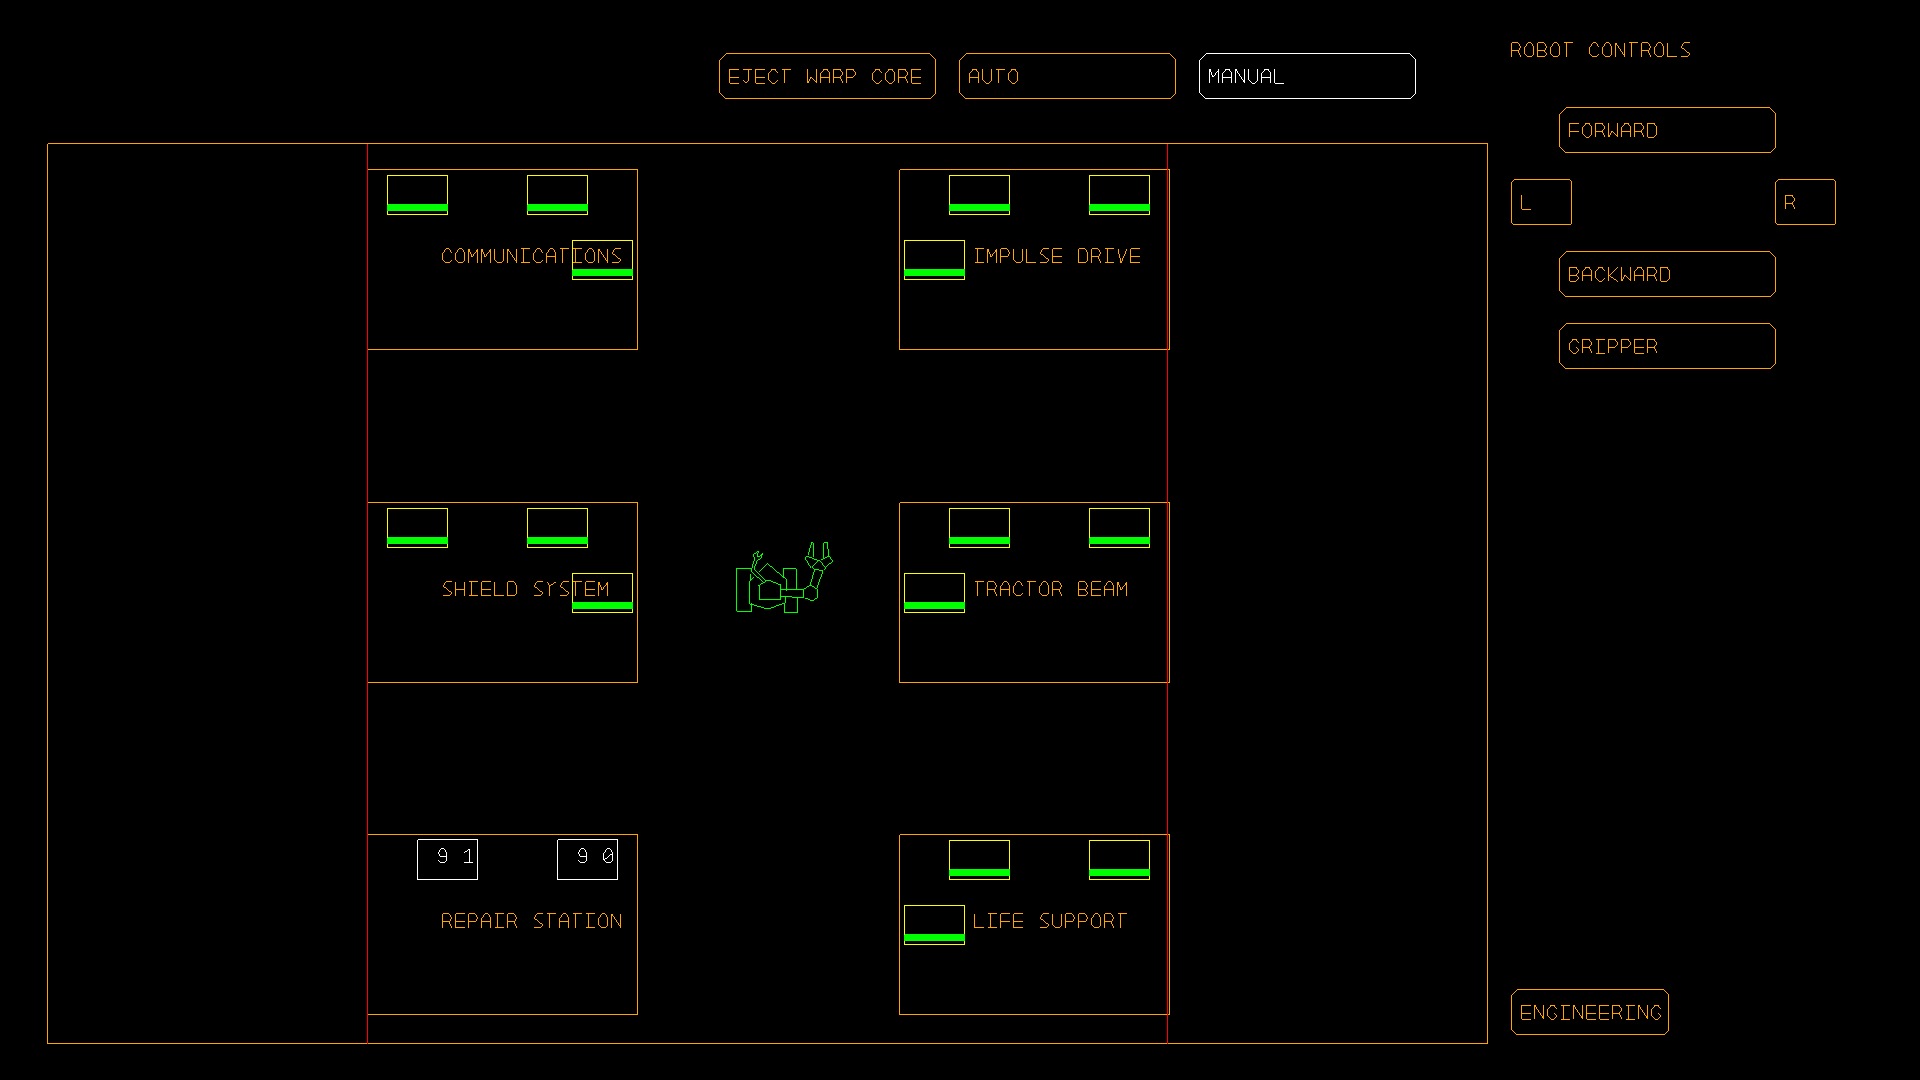 ROBOT CONTROLS
EJECT WARP CORE
AUTO
MANUAL
FORWARD
L
R
COMMUNICATIONS
IMPULSE DRIVE
BACKWARD
GRIPPER
SHIELD SYSTEM
TRACTOR BEAM
9 1
9 0
REPAIR STATION
LIFE SUPPORT
ENGINEERING